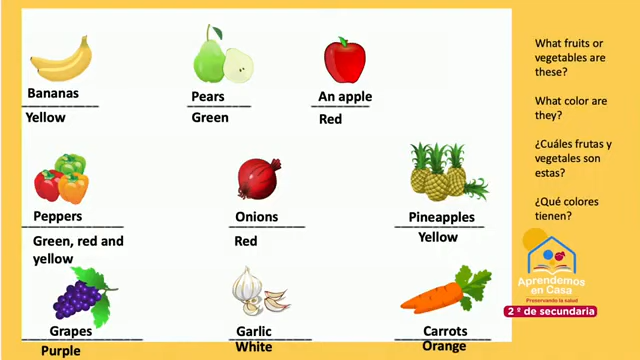 Bananas
Yellow
Pears
Green
An apple
Red
Peppers
Green, red and
yellow
Onions
Red
Pineapples
Yellow
Grapes
Purple
Garlic
White
Carrots
Orange
What fruits or
vegetables are
these?
What color are
they?
¿Cuáles frutas y
vegetales son
estas?
¿Qué colores
tienen?
Aprendemos
en Casa
Preservando la salud
2 º de secundaria